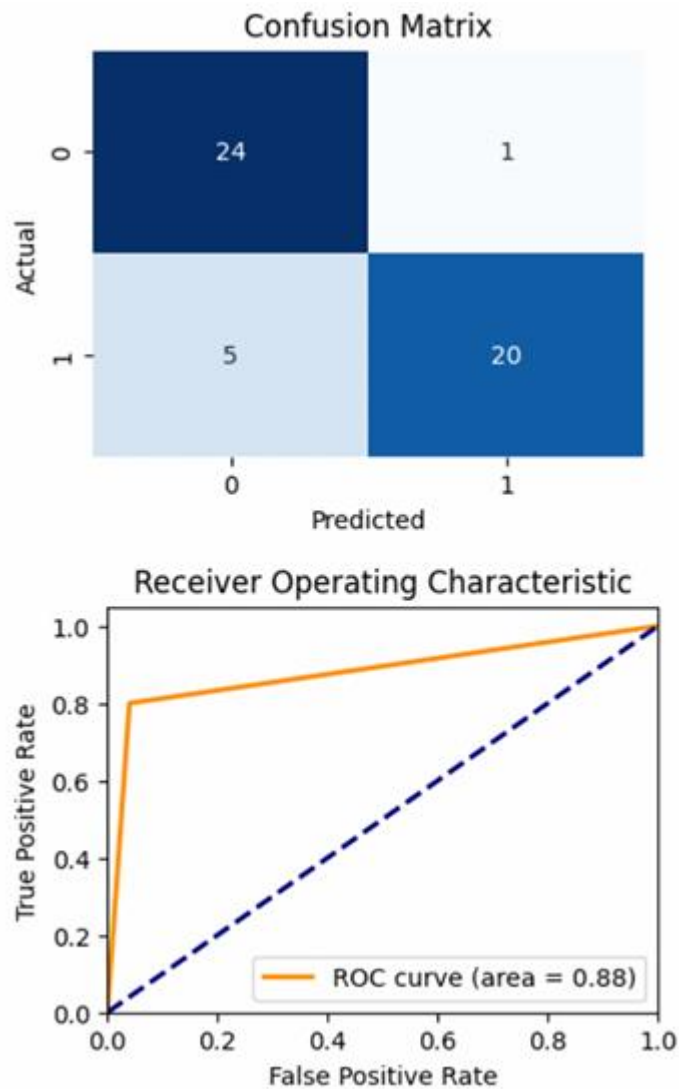 Confusion Matrix
0
24
1
Actual
1
5
20
0
1
Predicted
Receiver Operating Characteristic
1.0
0.8
0.6
0.4
0.2
0.0
True Positive Rate
ROC curve (area = 0.88)
0.0
0.2
0.4
0.6
0.8
1.0
False Positive Rate